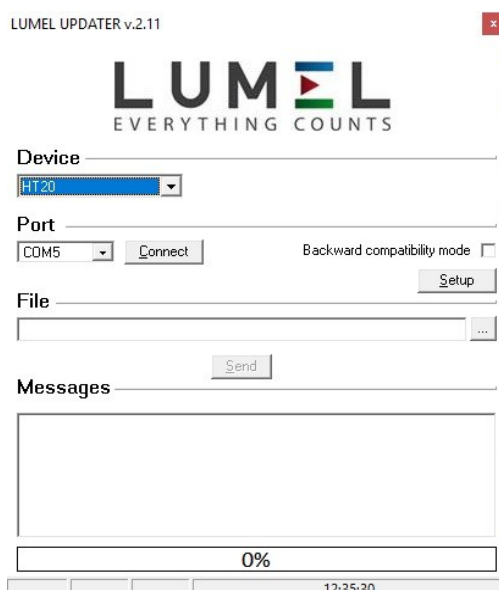 LUMEL UPDATER v.2.11
x
LUMEL
EVERYTHING COUNTS
Device
HT20
Port
COM5 Connect Backward compatibility mode
Setup
File
...
Send
Messages
0%
12:35:30